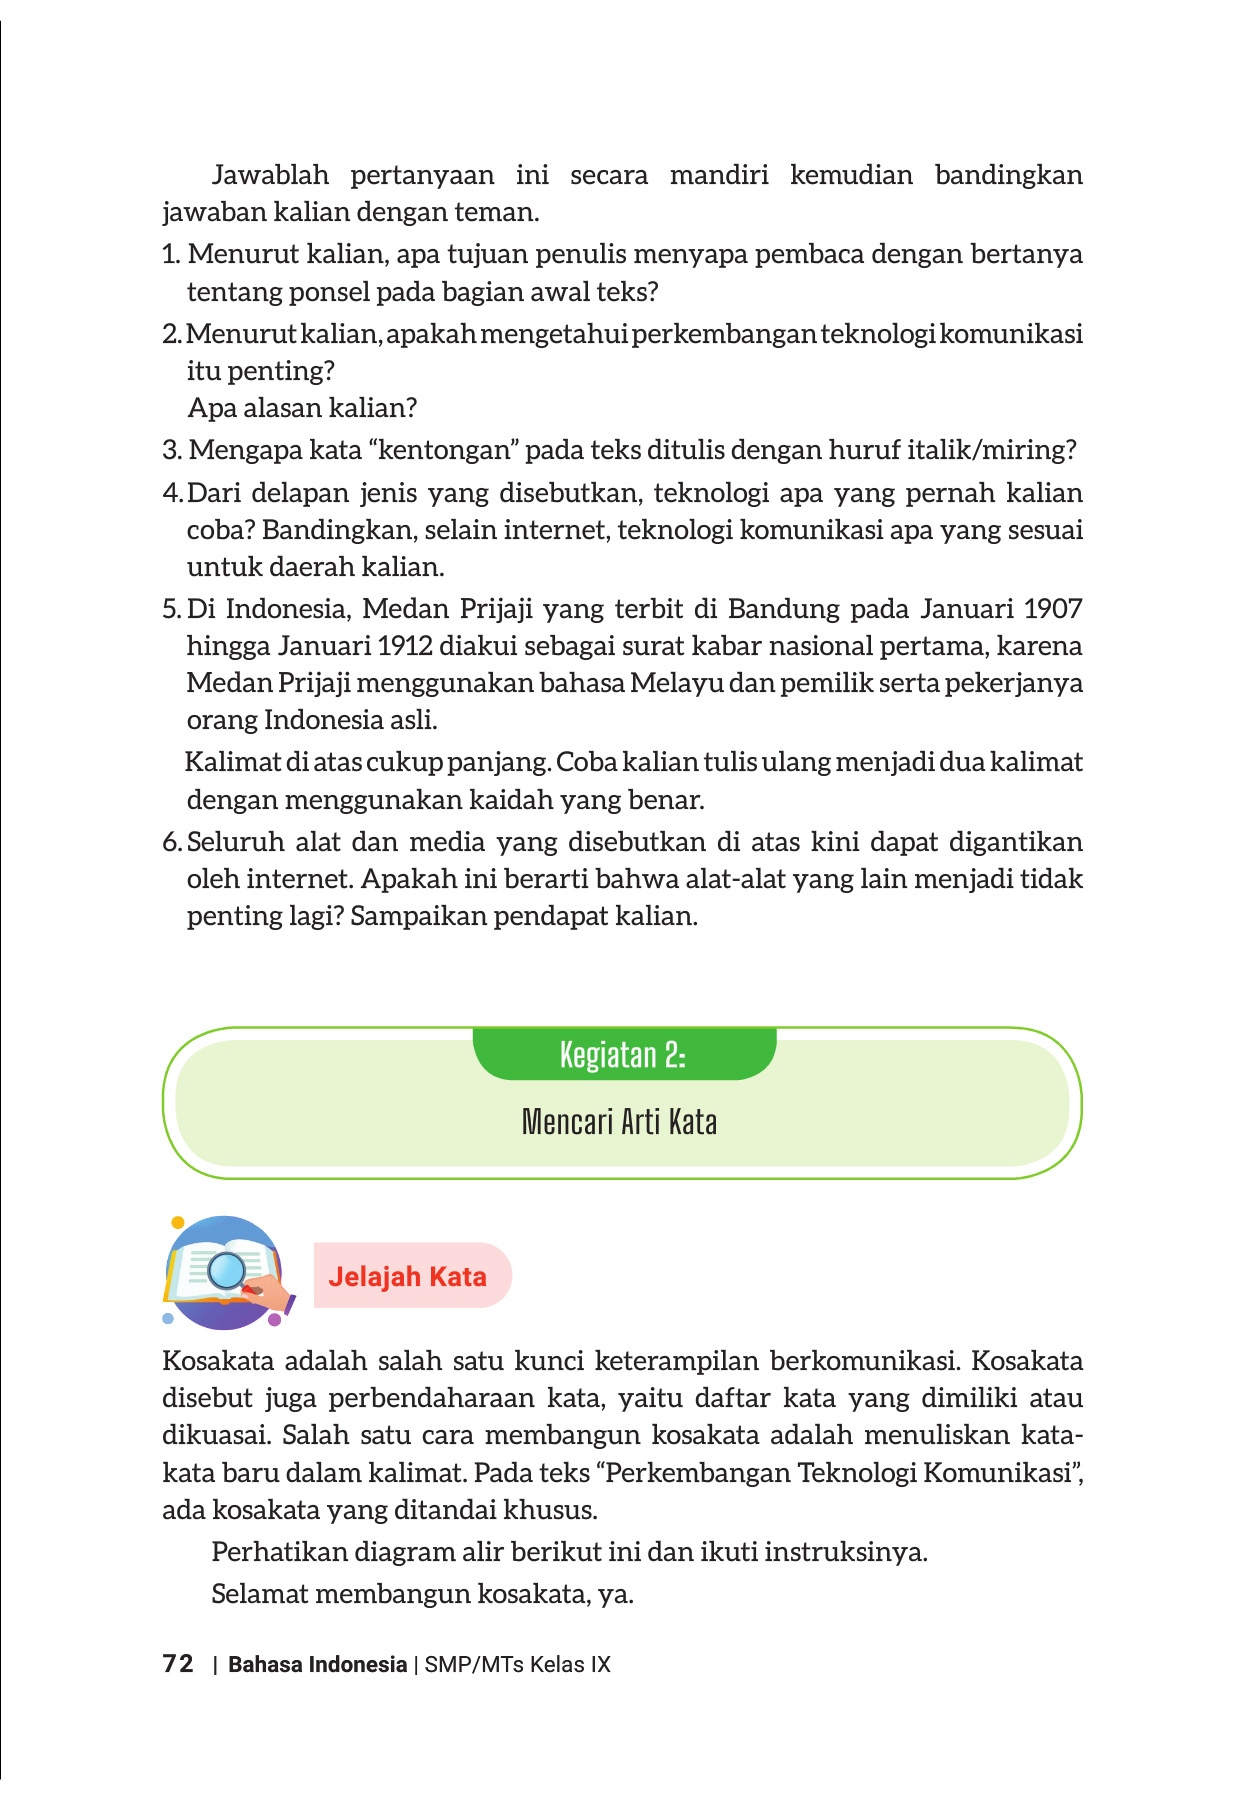 Jawablah pertanyaan ini secara mandiri kemudian bandingkan
jawaban kalian dengan teman.
1. Menurut kalian, apa tujuan penulis menyapa pembaca dengan bertanya
tentang ponsel pada bagian awal teks?
2. Menurut kalian, apakah mengetahui perkembangan teknologi komunikasi
itu penting?
Apa alasan kalian?
3. Mengapa kata “kentongan” pada teks ditulis dengan huruf italik/miring?
4. Dari delapan jenis yang disebutkan, teknologi apa yang pernah kalian
coba? Bandingkan, selain internet, teknologi komunikasi apa yang sesuai
untuk daerah kalian.
5. Di Indonesia, Medan Prijaji yang terbit di Bandung pada Januari 1907
hingga Januari 1912 diakui sebagai surat kabar nasional pertama, karena
Medan Prijaji menggunakan bahasa Melayu dan pemilik serta pekerjanya
orang Indonesia asli.
Kalimat di atas cukup panjang. Coba kalian tulis ulang menjadi dua kalimat
dengan menggunakan kaidah yang benar.
6. Seluruh alat dan media yang disebutkan di atas kini dapat digantikan
oleh internet. Apakah ini berarti bahwa alat-alat yang lain menjadi tidak
penting lagi? Sampaikan pendapat kalian.
Kegiatan 2:
Mencari Arti Kata
Jelajah Kata
Kosakata adalah salah satu kunci keterampilan berkomunikasi. Kosakata
disebut juga perbendaharaan kata, yaitu daftar kata yang dimiliki atau
dikuasai. Salah satu cara membangun kosakata adalah menuliskan kata-
kata baru dalam kalimat. Pada teks “Perkembangan Teknologi Komunikasi”,
ada kosakata yang ditandai khusus.
Perhatikan diagram alir berikut ini dan ikuti instruksinya.
Selamat membangun kosakata, ya.
72 | Bahasa Indonesia | SMP/MTs Kelas IX